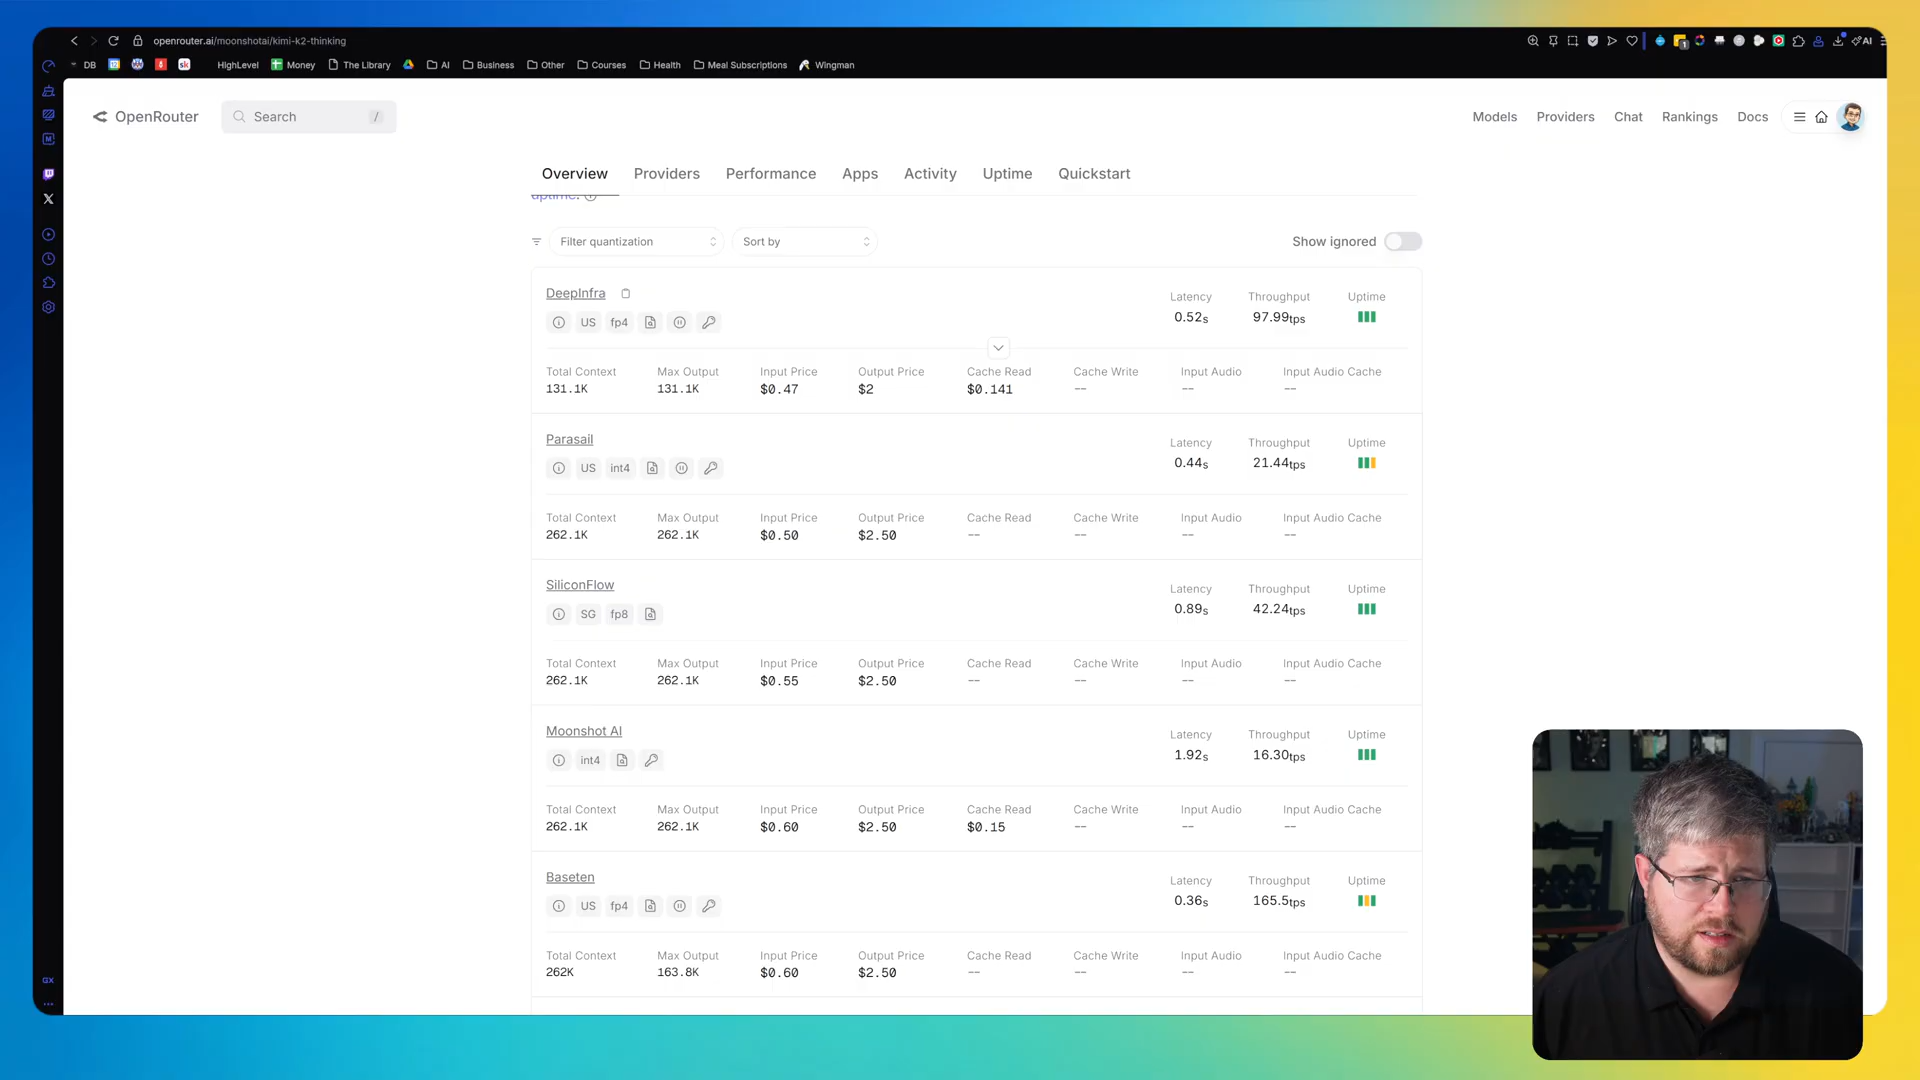 openrouter.ai/moonshotai/kimi-k2-thinking
AI
DB
HighLevel
Money
The Library
AI
Business
Other
Courses
Health
Meal Subscriptions
Wingman
OpenRouter
Search
/
Models
Providers
Chat
Rankings
Docs
Overview
Providers
Performance
Apps
Activity
Uptime
Quickstart
uptime.
Filter quantization
Sort by
Show ignored
DeepInfra
US
fp4
Latency
0.52s
Throughput
97.99tps
Uptime
Total Context
131.1K
Max Output
131.1K
Input Price
$0.47
Output Price
$2
Cache Read
$0.141
Cache Write
--
Input Audio
--
Input Audio Cache
--
Parasail
US
int4
Latency
0.44s
Throughput
21.44tps
Uptime
Total Context
262.1K
Max Output
262.1K
Input Price
$0.50
Output Price
$2.50
Cache Read
--
Cache Write
--
Input Audio
--
Input Audio Cache
--
SiliconFlow
SG
fp8
Latency
0.89s
Throughput
42.24tps
Uptime
Total Context
262.1K
Max Output
262.1K
Input Price
$0.55
Output Price
$2.50
Cache Read
--
Cache Write
--
Input Audio
--
Input Audio Cache
--
Moonshot AI
int4
Latency
1.92s
Throughput
16.30tps
Uptime
Total Context
262.1K
Max Output
262.1K
Input Price
$0.60
Output Price
$2.50
Cache Read
$0.15
Cache Write
--
Input Audio
--
Input Audio Cache
--
Baseten
US
fp4
Latency
0.36s
Throughput
165.5tps
Uptime
Total Context
262K
Max Output
163.8K
Input Price
$0.60
Output Price
$2.50
Cache Read
--
Cache Write
--
Input Audio
--
Input Audio Cache
--
GX